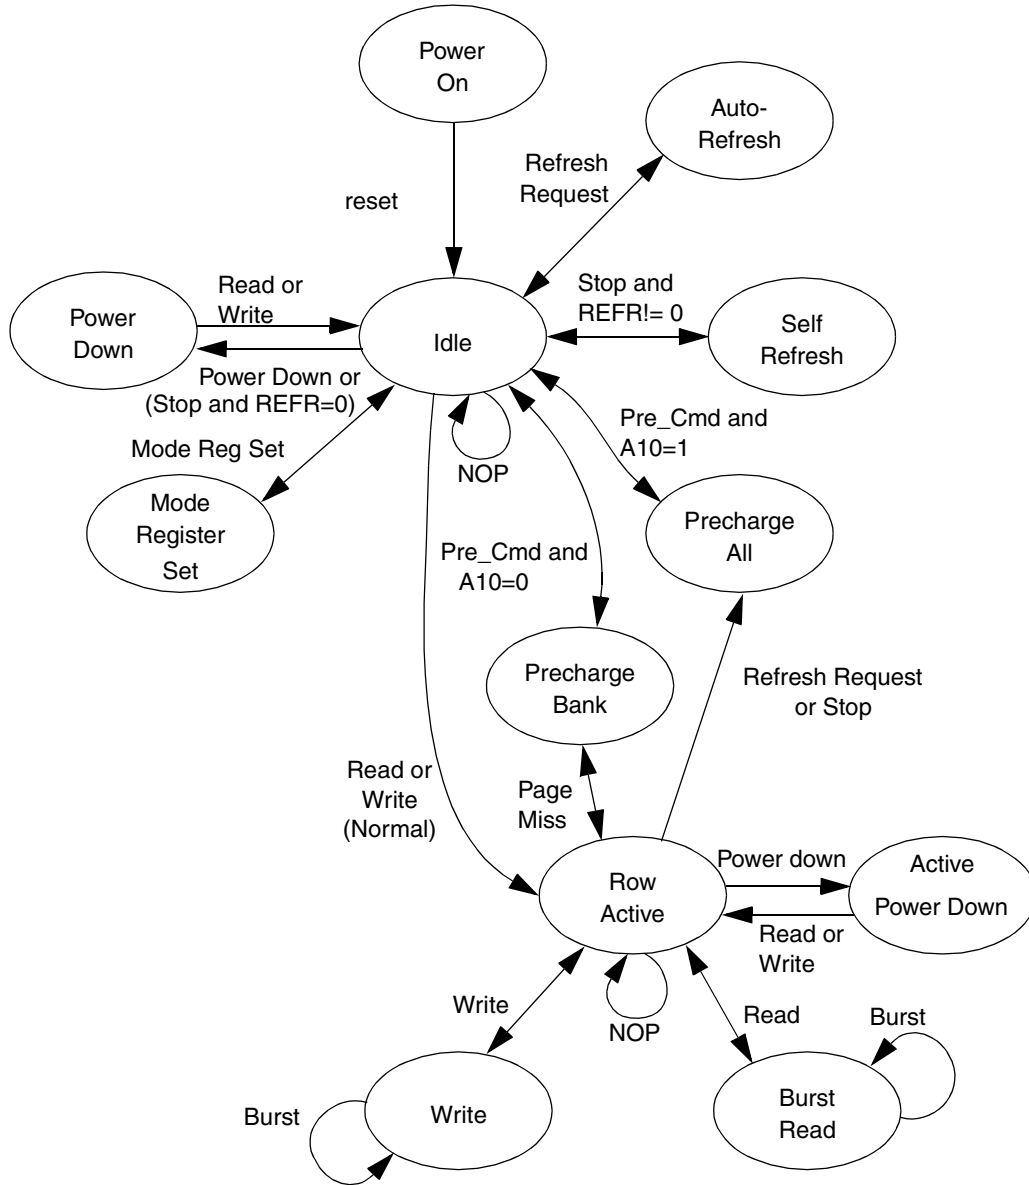 Power
On
Auto-
Refresh
Refresh
Request
reset
Read or
Write
Stop and
REFR!= 0
Power
Down
Idle
Self
Refresh
Power Down or
(Stop and REFR=0)
Pre_Cmd and
A10=1
Mode Reg Set
NOP
Mode
Register
Set
Precharge
All
Pre_Cmd and
A10=0
Precharge
Bank
Refresh Request
or Stop
Read or
Write
(Normal)
Page
Miss
Row
Active
Power down
Active
Power Down
Read or
Write
Write
NOP
Read
Burst
Burst
Write
Burst
Read